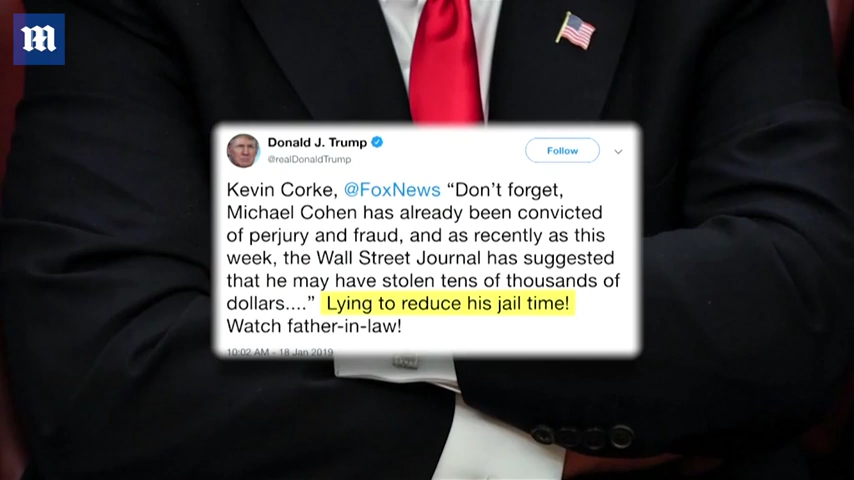 M
Donald J. Trump
@realDonaldTrump
Follow
Kevin Corke, @FoxNews “Don’t forget,
Michael Cohen has already been convicted
of perjury and fraud, and as recently as this
week, the Wall Street Journal has suggested
that he may have stolen tens of thousands of
dollars....” Lying to reduce his jail time!
Watch father-in-law!
10:02 AM - 18 Jan 2019